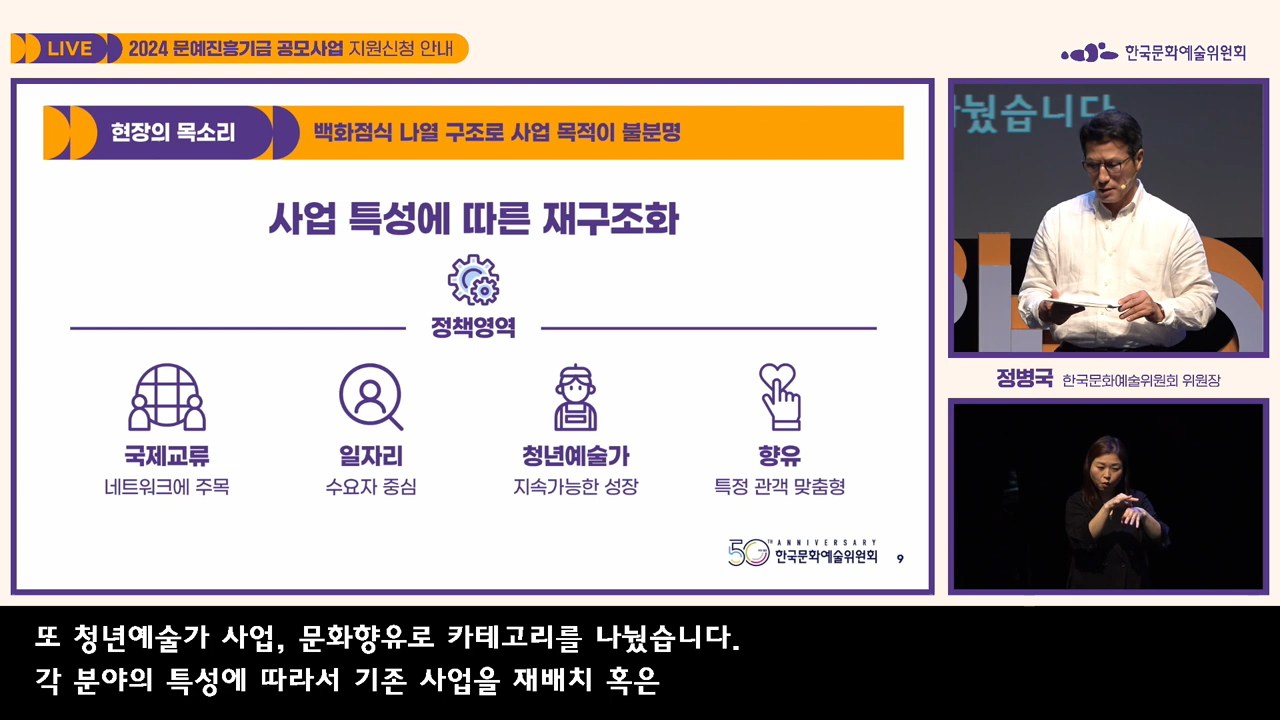 LIVE 2024 문예진흥기금 공모사업 지원신청 안내
한국문화예술위원회
현장의 목소리 백화점식 나열 구조로 사업 목적이 불분명
사업 특성에 따른 재구조화
정책영역
국제교류 일자리 청년예술가 향유
네트워크에 주목 수요자 중심 지속가능한 성장 특정 관객 맞춤형
50TH ANNIVERSARY
한국문화예술위원회 9
눴습니다
정병국 한국문화예술위원회 위원장
또 청년예술가 사업, 문화향유로 카테고리를 나눴습니다.
각 분야의 특성에 따라서 기존 사업을 재배치 혹은